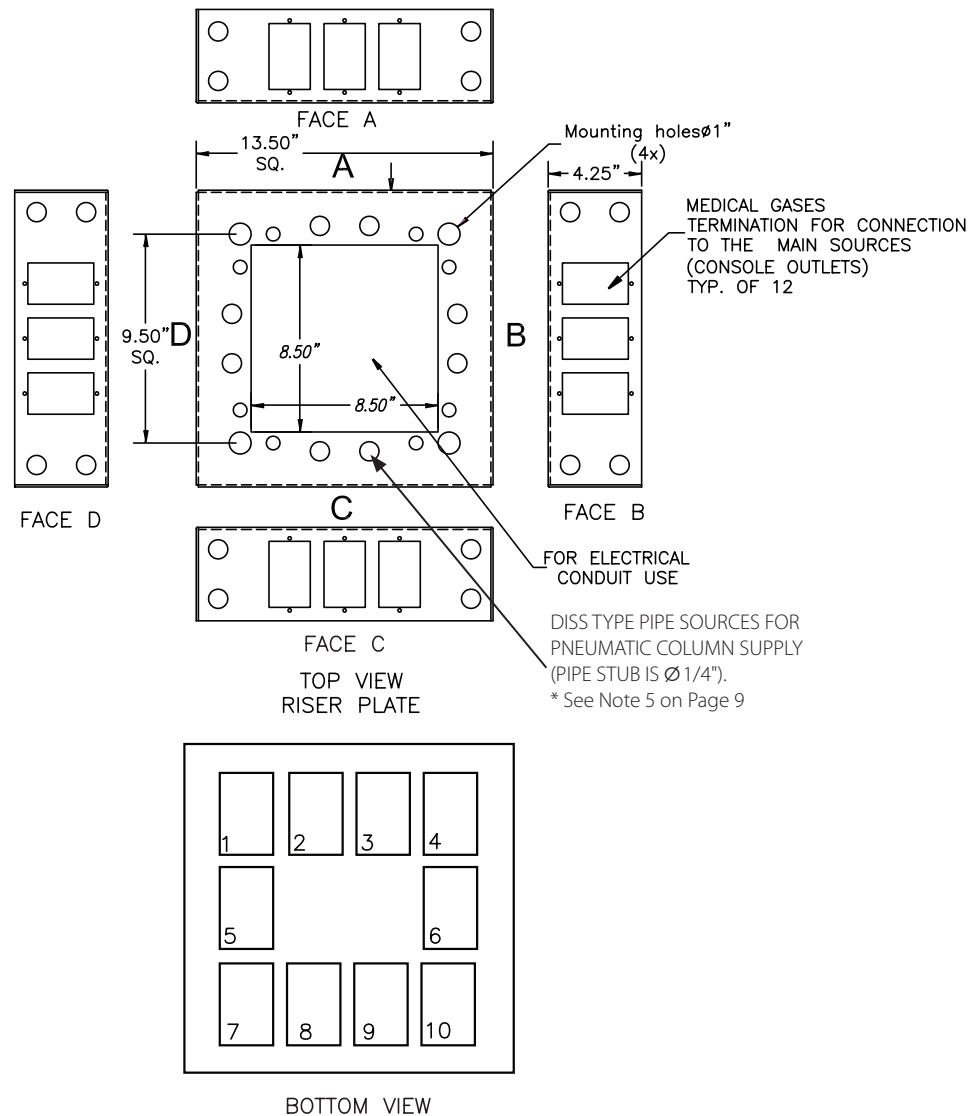 FACE A
13.50"
SQ.
A
Mounting holesø1"
(4x)
4.25"
MEDICAL GASES
TERMINATION FOR CONNECTION
TO THE MAIN SOURCES
(CONSOLE OUTLETS)
TYP. OF 12
9.50"
SQ.
D
8.50"
8.50"
B
C
FACE D
FACE B
FACE C
FOR ELECTRICAL
CONDUIT USE
TOP VIEW
RISER PLATE
DISS TYPE PIPE SOURCES FOR
PNEUMATIC COLUMN SUPPLY
(PIPE STUB IS Ø 1/4").
* See Note 5 on Page 9
1
2
3
4
5
6
7
8
9
10
BOTTOM VIEW